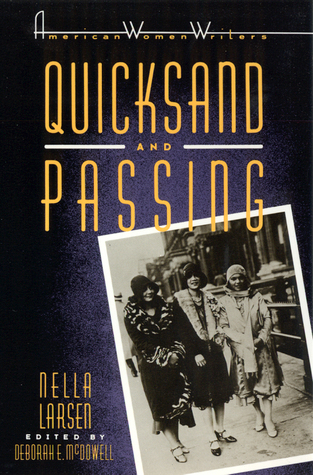 American Women Writers
QUICKSAND
AND
PASSING
NELLA
LARSEN
EDITED BY
DEBORAH E. McDOWELL